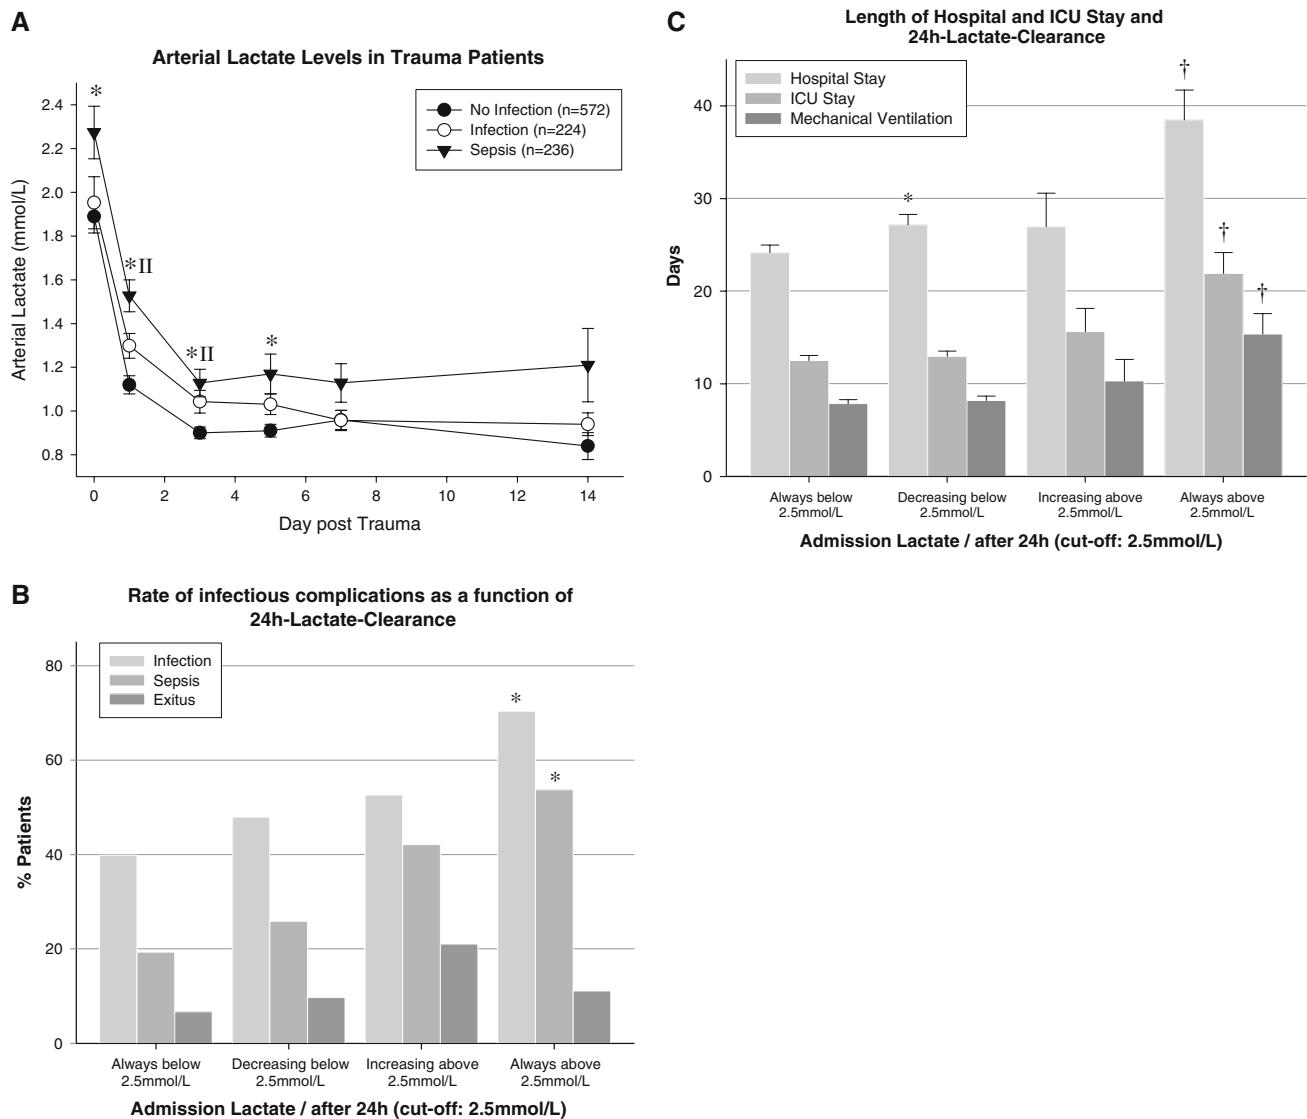 A
Arterial Lactate Levels in Trauma Patients
No Infection (n=572)
Infection (n=224)
Sepsis (n=236)
Arterial Lactate (mmol/L)
2.4
2.2
2.0
1.8
1.6
1.4
1.2
1.0
0.8
*
*II
*II
*
0 2 4 6 8 10 12 14
Day post Trauma
B
Rate of infectious complications as a function of
24h-Lactate-Clearance
Infection
Sepsis
Exitus
% Patients
80
60
40
20
0
*
*
Always below Decreasing below Increasing above Always above
2.5mmol/L 2.5mmol/L 2.5mmol/L 2.5mmol/L
Admission Lactate / after 24h (cut-off: 2.5mmol/L)
C
Length of Hospital and ICU Stay and
24h-Lactate-Clearance
Hospital Stay
ICU Stay
Mechanical Ventilation
Days
40
30
20
10
0
*
†
†
†
Always below Decreasing below Increasing above Always above
2.5mmol/L 2.5mmol/L 2.5mmol/L 2.5mmol/L
Admission Lactate / after 24h (cut-off: 2.5mmol/L)